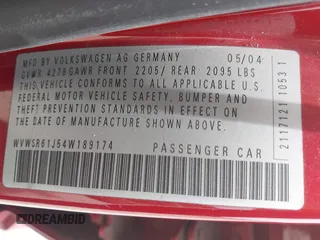 MFD BY VOLKSWAGEN AG GERMANY 05/04
GVWR 4278 GAWR FRONT 2205/ REAR 2095 LBS
THIS VEHICLE CONFORMS TO ALL APPLICABLE U.S.
FEDERAL MOTOR VEHICLE SAFETY, BUMPER AND
THEFT PREVENTION STANDARDS IN EFFECT ON
THE DATE OF MANUFACTURE SHOWN ABOVE.
WVWSR61J54W189174 PASSENGER CAR
2117121 10531
DREAMBID